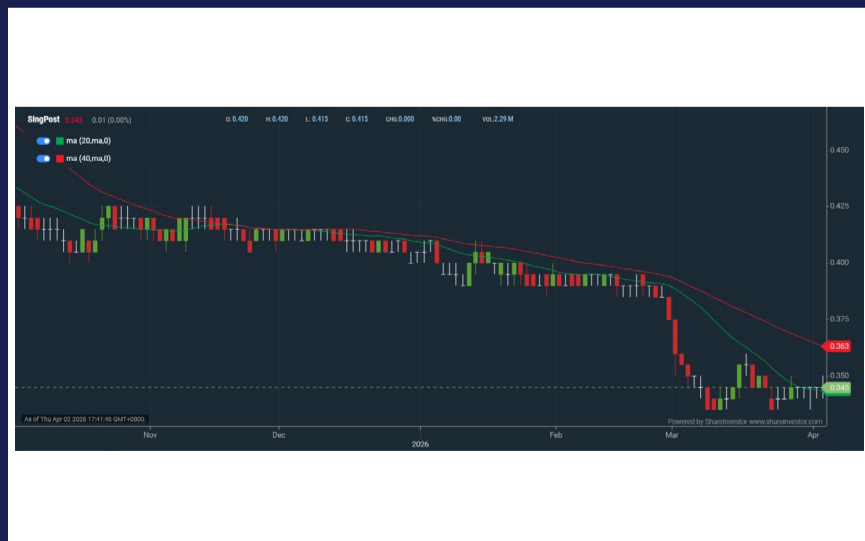 SingPost 0.345 0.01 (0.00%) O: 0.420 H: 0.420 L: 0.415 C: 0.415 CHG: 0.000 %CHG: 0.00 VOL: 2.29 M
ma (20,ma,0)
ma (40,ma,0)
0.450
0.425
0.400
0.375
0.363
0.350
0.345
As of Thu Apr 02 2026 17:41:46 GMT+0800.
Powered by ShareInvestor www.shareinvestor.com
Nov Dec 2026 Feb Mar Apr